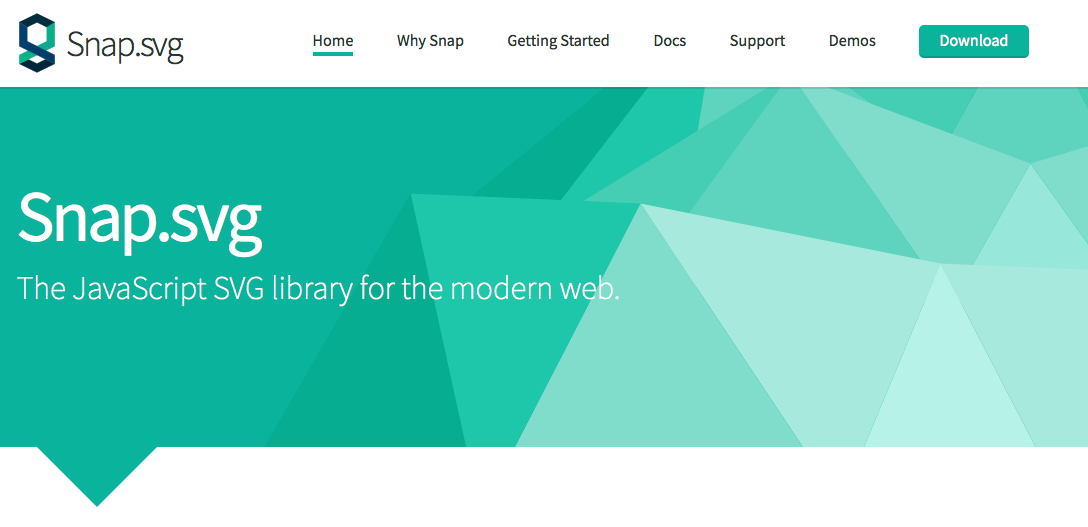 Snap.svg
Home Why Snap Getting Started Docs Support Demos Download
Snap.svg
The JavaScript SVG library for the modern web.